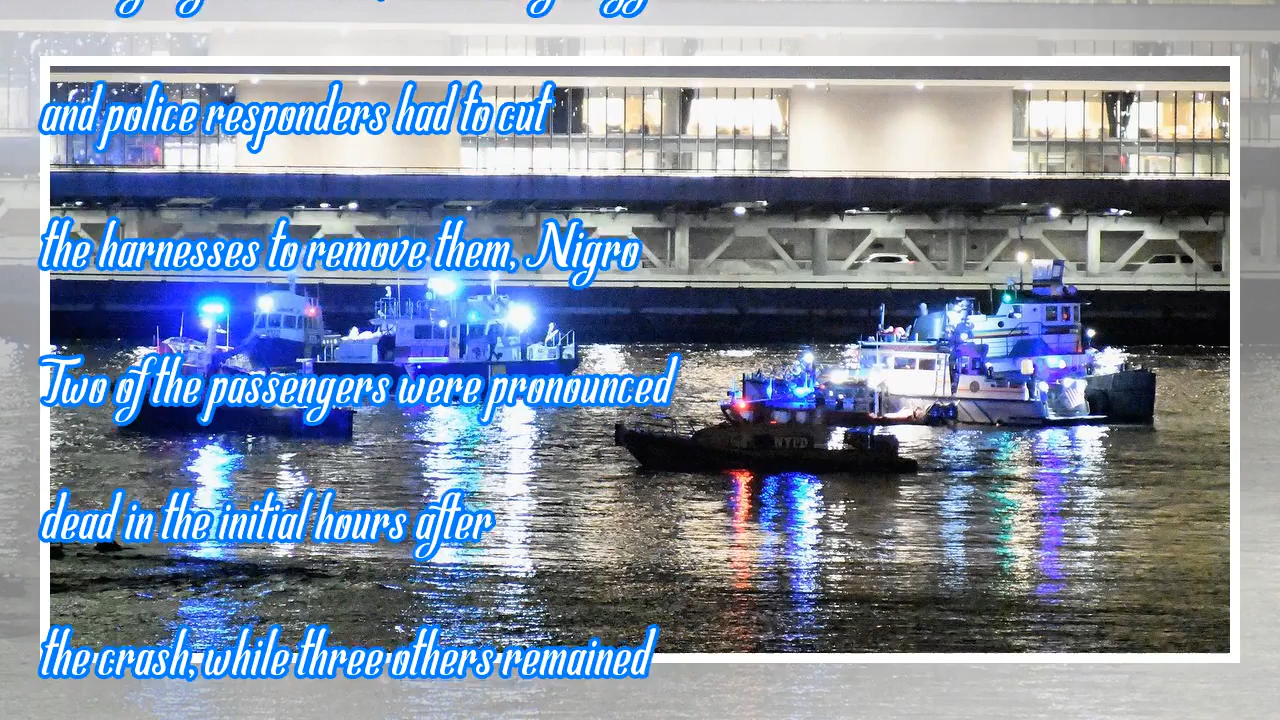 and police responders had to cut
the harnesses to remove them, Nigro
Two of the passengers were pronounced
dead in the initial hours after
the crash, while three others remained
NYPD